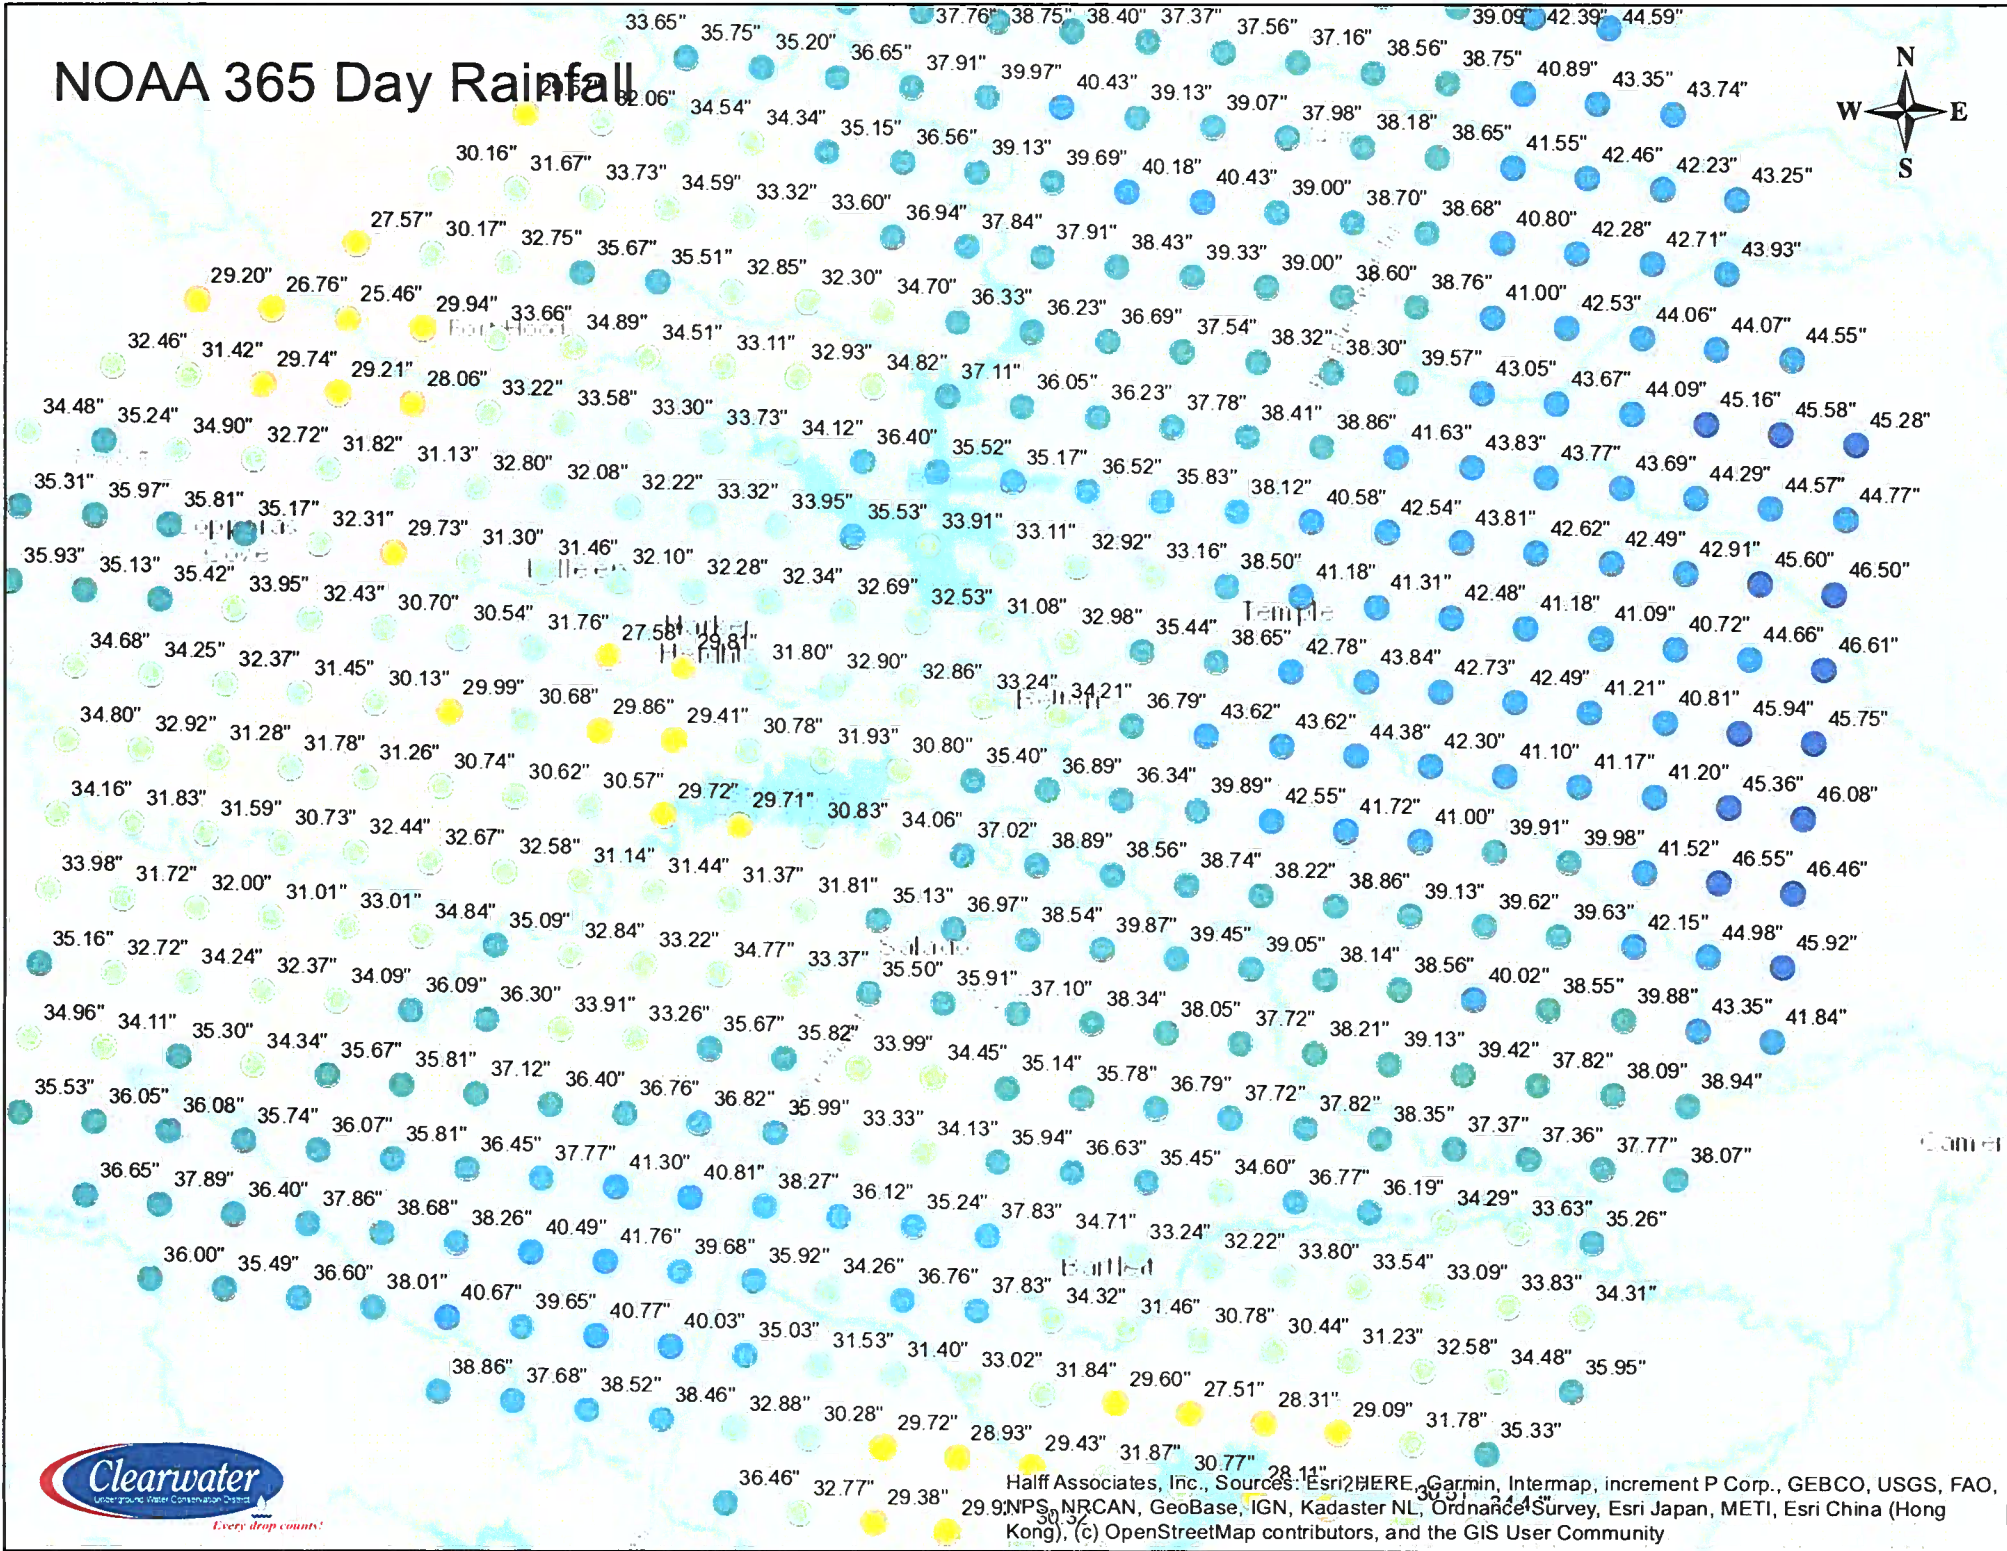 NOAA 365 Day Rainfall
N
W E
S
37.76" 38.75" 38.40" 37.37" 39.09" 42.39" 44.59"
33.65" 35.75" 35.20" 36.65" 37.91" 39.97" 40.43" 39.13" 39.07" 37.98" 38.18" 38.65" 41.55" 42.46" 42.23" 43.25"
37.56" 37.16" 38.56" 38.75" 40.89" 43.35" 43.74"
32.06" 34.54" 34.34" 35.15" 36.56" 39.13" 39.69" 40.18" 40.43" 39.00" 38.70" 38.68" 40.80" 42.28" 42.71" 43.93"
30.16" 31.67" 33.73" 34.59" 33.32" 33.60" 36.94" 37.84" 37.91" 38.43" 39.33" 39.00" 38.60" 38.76" 41.00" 42.53" 44.06" 44.07" 44.55"
27.57" 30.17" 32.75" 35.67" 35.51" 32.85" 32.30" 34.70" 36.33" 36.23" 36.69" 37.54" 38.32" 38.30" 39.57" 43.05" 43.67" 44.09" 45.16" 45.58" 45.28"
29.20" 26.76" 25.46" 29.94" 33.66" 34.89" 34.51" 33.11" 32.93" 34.82" 37.11" 36.05" 36.23" 37.78" 38.41" 38.86" 41.63" 43.83" 43.77" 43.69" 44.29" 44.57" 44.77"
Fort Hood
32.46" 31.42" 29.74" 29.21" 28.06" 33.22" 33.58" 33.30" 33.73" 34.12" 36.40" 35.52" 35.17" 36.52" 35.83" 38.12" 40.58" 42.54" 43.81" 42.62" 42.49" 42.91" 45.60" 46.50"
34.48" 35.24" 34.90" 32.72" 31.82" 31.13" 32.80" 32.08" 32.22" 33.32" 33.95" 35.53" 33.91" 33.11" 32.92" 33.16" 38.50" 41.18" 41.31" 42.48" 41.18" 41.09" 40.72" 44.66" 46.61"
35.31" 35.97" 35.81" 35.17" 32.31" 29.73" 31.30" 31.46" 32.10" 32.28" 32.34" 32.69" 32.53" 31.08" 32.98" 35.44" 38.65" 42.78" 43.84" 42.73" 42.49" 41.21" 40.81" 45.94" 45.75"
Cove
Killeen
Temple
35.93" 35.13" 35.42" 33.95" 32.43" 30.70" 30.54" 31.76" 27.58" 29.81" 31.80" 32.90" 32.86" 33.24" 34.21" 36.79" 43.62" 43.62" 44.38" 42.30" 41.10" 41.17" 41.20" 45.36" 46.08"
Harker
Belton
34.68" 34.25" 32.37" 31.45" 30.13" 29.99" 30.68" 29.86" 29.41" 30.78" 31.93" 30.80" 35.40" 36.89" 36.34" 39.89" 42.55" 41.72" 41.00" 39.91" 39.98" 41.52" 46.55" 46.46"
34.80" 32.92" 31.28" 31.78" 31.26" 30.74" 30.62" 30.57" 29.72" 29.71" 30.83" 34.06" 37.02" 38.89" 38.56" 38.74" 38.22" 38.86" 39.13" 39.62" 39.63" 42.15" 44.98" 45.92"
34.16" 31.83" 31.59" 30.73" 32.44" 32.67" 32.58" 31.14" 31.44" 31.37" 31.81" 35.13" 36.97" 38.54" 39.87" 39.45" 39.05" 38.14" 38.56" 40.02" 38.55" 39.88" 43.35" 41.84"
Salado
33.98" 31.72" 32.00" 31.01" 33.01" 34.84" 35.09" 32.84" 33.22" 34.77" 33.37" 35.50" 35.91" 37.10" 38.34" 38.05" 37.72" 38.21" 39.13" 39.42" 37.82" 38.09" 38.94"
35.16" 32.72" 34.24" 32.37" 34.09" 36.09" 36.30" 33.91" 33.26" 35.67" 35.82" 33.99" 34.45" 35.14" 35.78" 36.79" 37.72" 37.82" 38.35" 37.37" 37.36" 37.77" 38.07"
34.96" 34.11" 35.30" 34.34" 35.67" 35.81" 37.12" 36.40" 36.76" 36.82" 35.99" 33.33" 34.13" 35.94" 36.63" 35.45" 34.60" 36.77" 36.19" 34.29" 33.63" 35.26"
35.53" 36.05" 36.08" 35.74" 36.07" 35.81" 36.45" 37.77" 41.30" 40.81" 38.27" 36.12" 35.24" 37.83" 34.71" 33.24" 32.22" 33.80" 33.54" 33.09" 33.83" 34.31"
Bartlett
36.65" 37.89" 36.40" 37.86" 38.68" 38.26" 40.49" 41.76" 39.68" 35.92" 34.26" 36.76" 37.83" 34.32" 31.46" 30.78" 30.44" 31.23" 32.58" 34.48" 35.95"
36.00" 35.49" 36.60" 38.01" 40.67" 39.65" 40.77" 40.03" 35.03" 31.53" 31.40" 33.02" 31.84" 29.60" 27.51" 28.31" 29.09" 31.78" 35.33"
38.86" 37.68" 38.52" 38.46" 32.88" 30.28" 29.72" 28.93" 29.43" 31.87" 30.77" 28.11"
36.46" 32.77" 29.38"
Clearwater
Underground Water Conservation District
Every drop counts!
Halff Associates, Inc., Sources: Esri, HERE, Garmin, Intermap, increment P Corp., GEBCO, USGS, FAO,
NPS, NRCAN, GeoBase, IGN, Kadaster NL, Ordnance Survey, Esri Japan, METI, Esri China (Hong
Kong), (c) OpenStreetMap contributors, and the GIS User Community